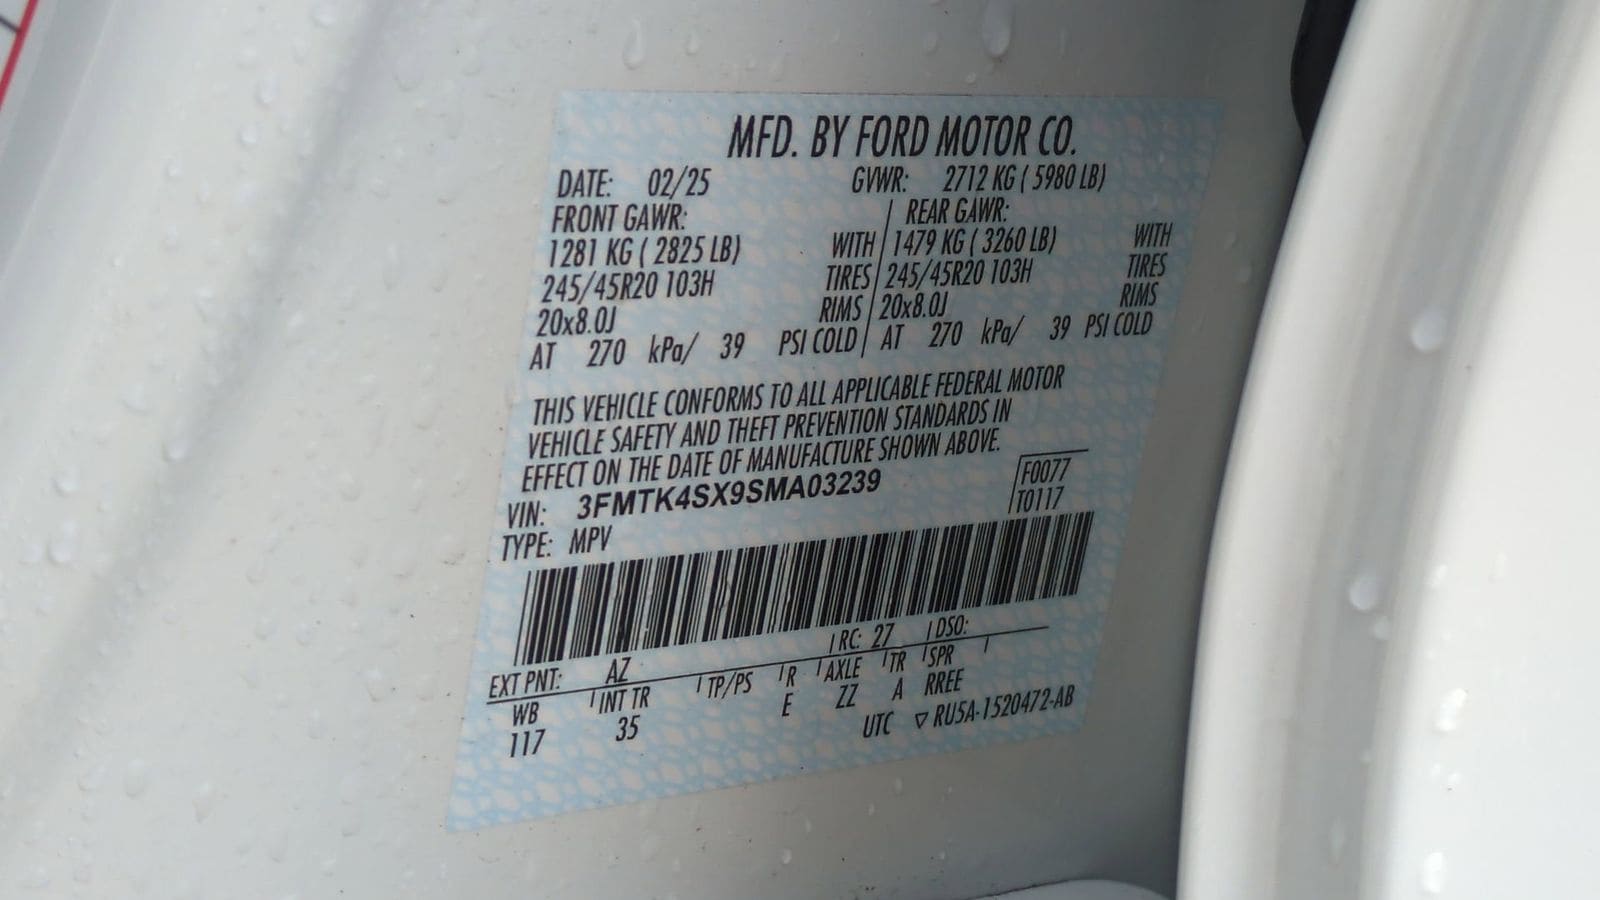 MFD. BY FORD MOTOR CO.
DATE: 02/25 GVWR: 2712 KG ( 5980 LB)
FRONT GAWR: REAR GAWR:
1281 KG ( 2825 LB) WITH 1479 KG ( 3260 LB) WITH
245/45R20 103H TIRES 245/45R20 103H TIRES
20x8.0J RIMS 20x8.0J RIMS
AT 270 kPa/ 39 PSI COLD AT 270 kPa/ 39 PSI COLD
THIS VEHICLE CONFORMS TO ALL APPLICABLE FEDERAL MOTOR
VEHICLE SAFETY AND THEFT PREVENTION STANDARDS IN
EFFECT ON THE DATE OF MANUFACTURE SHOWN ABOVE.
VIN: 3FMTK4SX9SMA03239 F0077
TYPE: MPV T0117
EXT PNT: AZ RC: 27 DSO:
WB INT TR TP/PS R AXLE TR SPR
117 35 E ZZ A RREE
UTC ▽ RU5A-1520472-AB